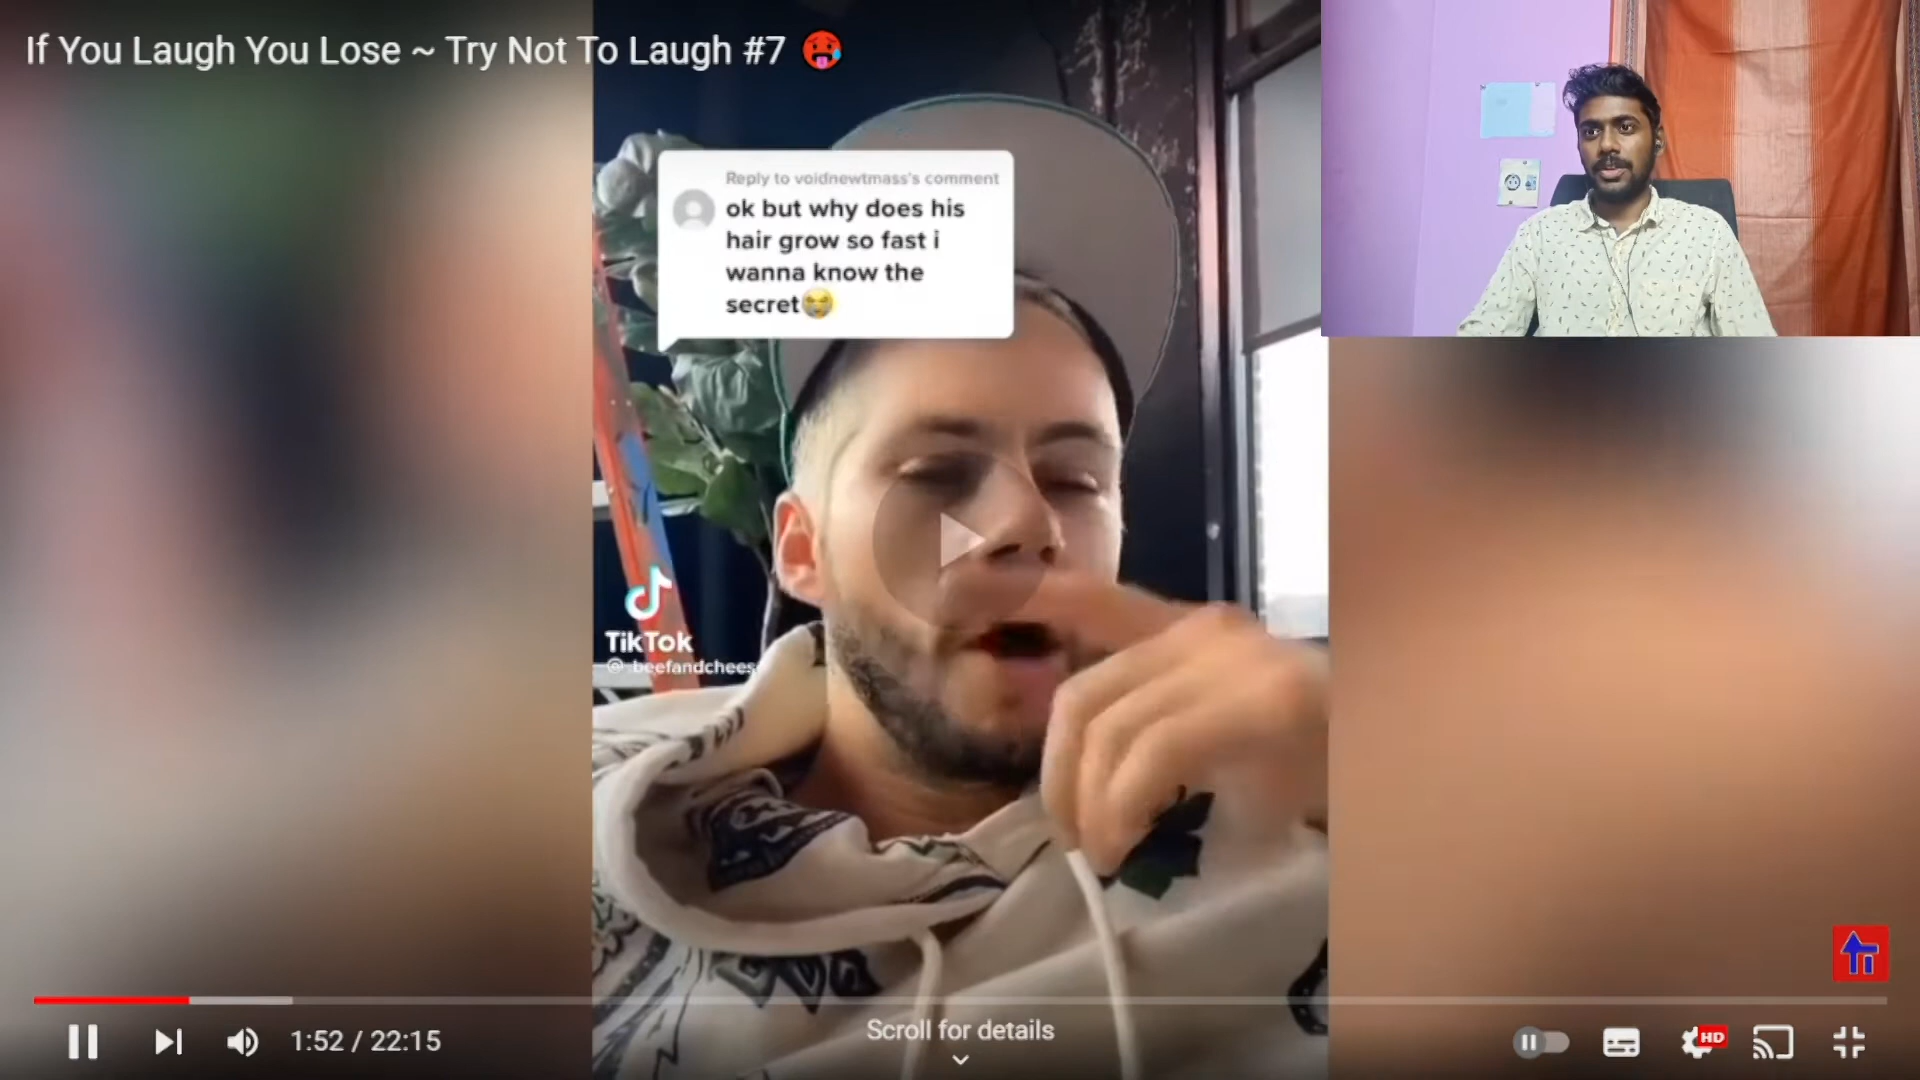 If You Laugh You Lose ~ Try Not To Laugh #7 🥵
Reply to voidnewtmass's comment
ok but why does his
hair grow so fast i
wanna know the
secret😭
TikTok
@.beefandchees
1:52 / 22:15
Scroll for details
HD